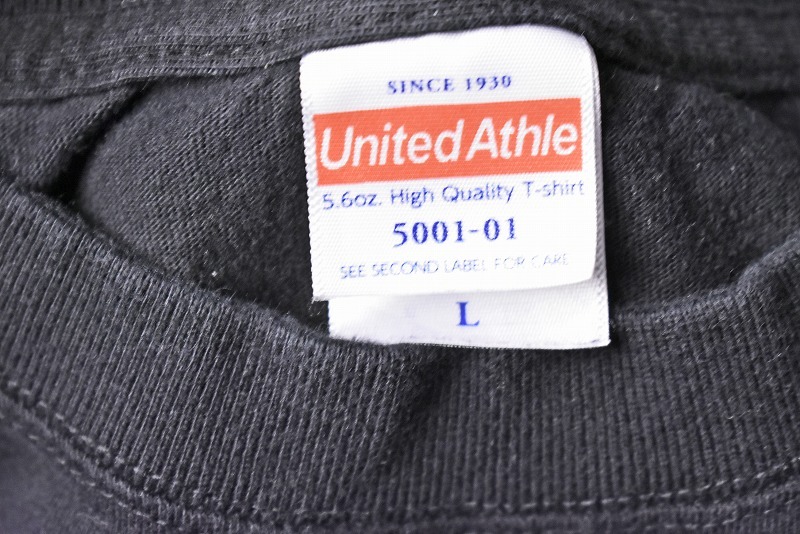 SINCE 1930
United Athle
5.6oz. High Quality T-shirt
5001-01
SEE SECOND LABEL FOR CARE
L